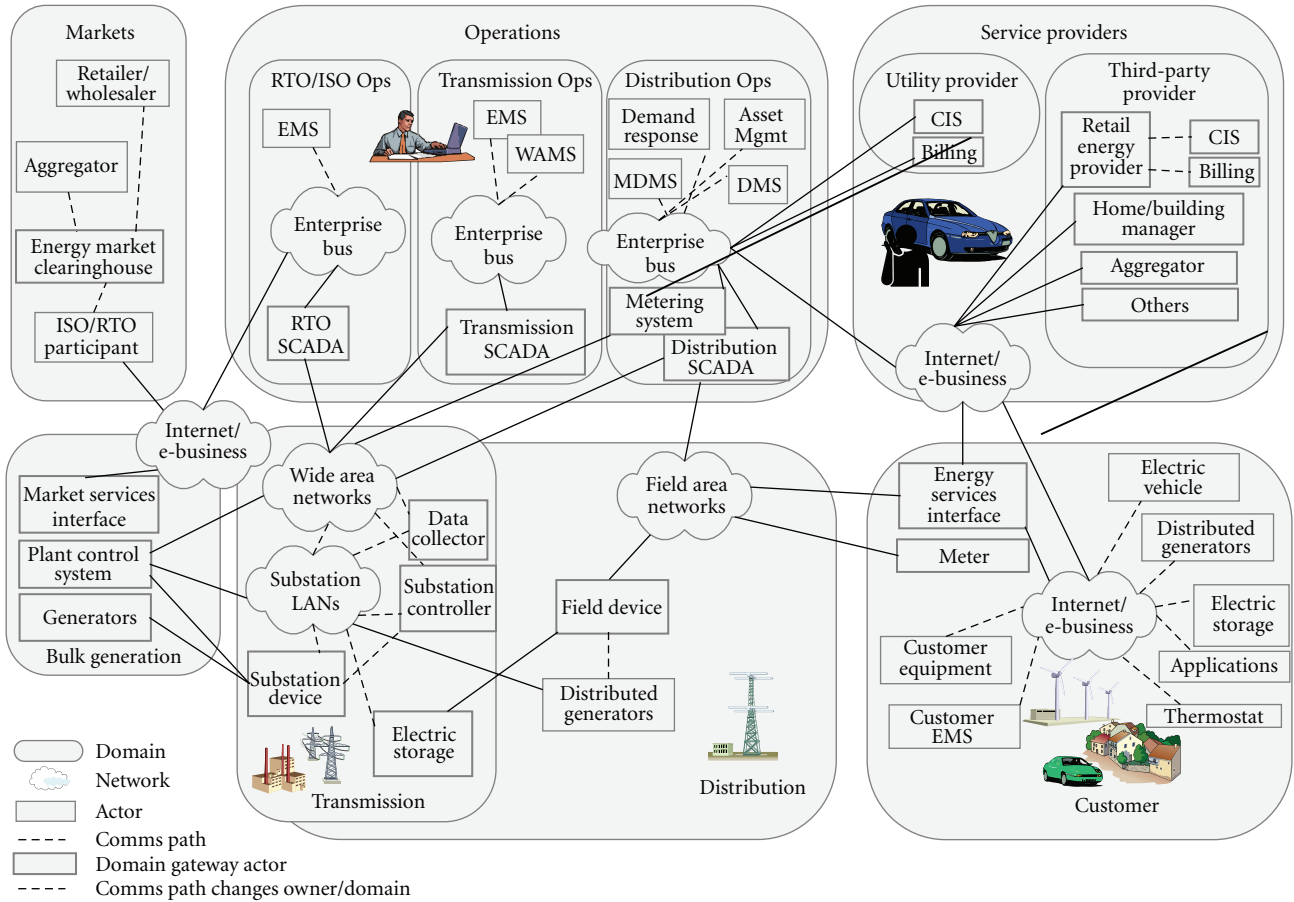 Markets
Retailer/
wholesaler
Aggregator
Energy market
clearinghouse
ISO/RTO
participant
Operations
RTO/ISO Ops
EMS
Enterprise
bus
RTO
SCADA
Transmission Ops
EMS
WAMS
Enterprise
bus
Transmission
SCADA
Distribution Ops
Demand
response
Asset
Mgmt
MDMS
DMS
Enterprise
bus
Metering
system
Distribution
SCADA
Service providers
Utility provider
CIS
Billing
Third-party
provider
Retail
energy
provider
CIS
Billing
Home/building
manager
Aggregator
Others
Internet/
e-business
Internet/
e-business
Market services
interface
Plant control
system
Generators
Bulk generation
Wide area
networks
Data
collector
Substation
LANs
Substation
controller
Substation
device
Electric
storage
Transmission
Field area
networks
Field device
Distributed
generators
Distribution
Energy
services
interface
Meter
Electric
vehicle
Distributed
generators
Internet/
e-business
Electric
storage
Customer
equipment
Applications
Customer
EMS
Thermostat
Customer
Domain
Network
Actor
Comms path
Domain gateway actor
Comms path changes owner/domain